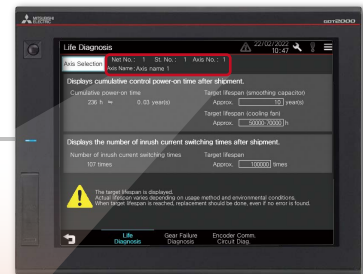 MITSUBISHI
ELECTRIC
GOT2000
Life Diagnosis
22/02/2022
10:47
Axis Selection
Net No.: 1 St. No.: 1 Axis No.: 1
Axis Name: Axis name 1
Displays cumulative control power-on time after shipment.
Cumulative power-on time
Target lifespan (smoothing capacitor)
236 h ≒ 0. 03 year(s)
Approx. 10 year(s)
Target lifespan (cooling fan)
Approx. 50000-70000 h
Displays the number of inrush current switching times after shipment.
Number of inrush current switching times
Target lifespan
107 times
Approx. 100000 times
The target lifespan is displayed.
Actual lifespan varies depending on usage method and environmental conditions.
When target lifespan is reached, replacement should be done, even if no error is found.
Life
Diagnosis
Gear Failure
Diagnosis
Encoder Comm.
Circuit Diag.